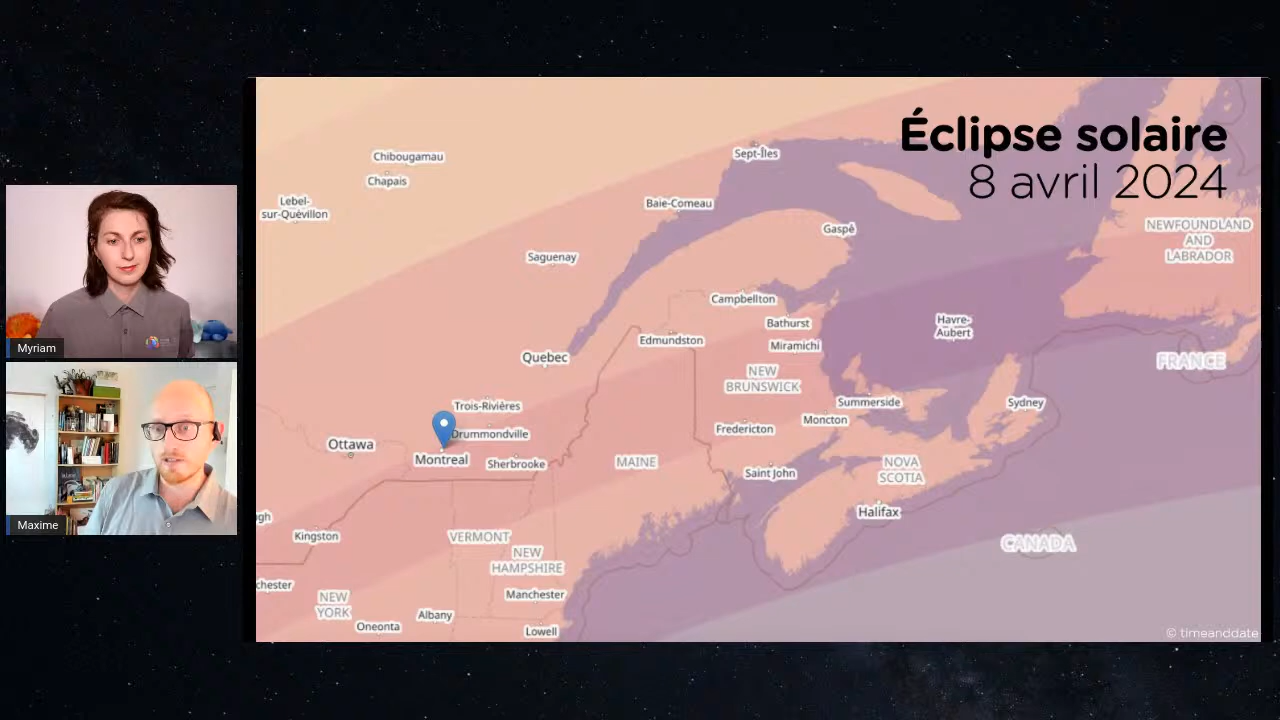 Éclipse solaire
8 avril 2024
Chibougamau
Chapais
Lebel-
sur-Quévillon
Sept-Îles
Baie-Comeau
Gaspé
NEWFOUNDLAND
AND
LABRADOR
Saguenay
Campbellton
Bathurst
Havre-
Aubert
Edmundston
Miramichi
Quebec
FRANCE
NEW
BRUNSWICK
Myriam
Trois-Rivières
Summerside
Sydney
Moncton
Drummondville
Fredericton
Ottawa
Montreal
Sherbrooke
MAINE
Saint John
NOVA
SCOTIA
Halifax
gh
Kingston
VERMONT
CANADA
NEW
HAMPSHIRE
Maxime
chester
NEW
YORK
Manchester
Albany
Oneonta
Lowell
© timeanddate